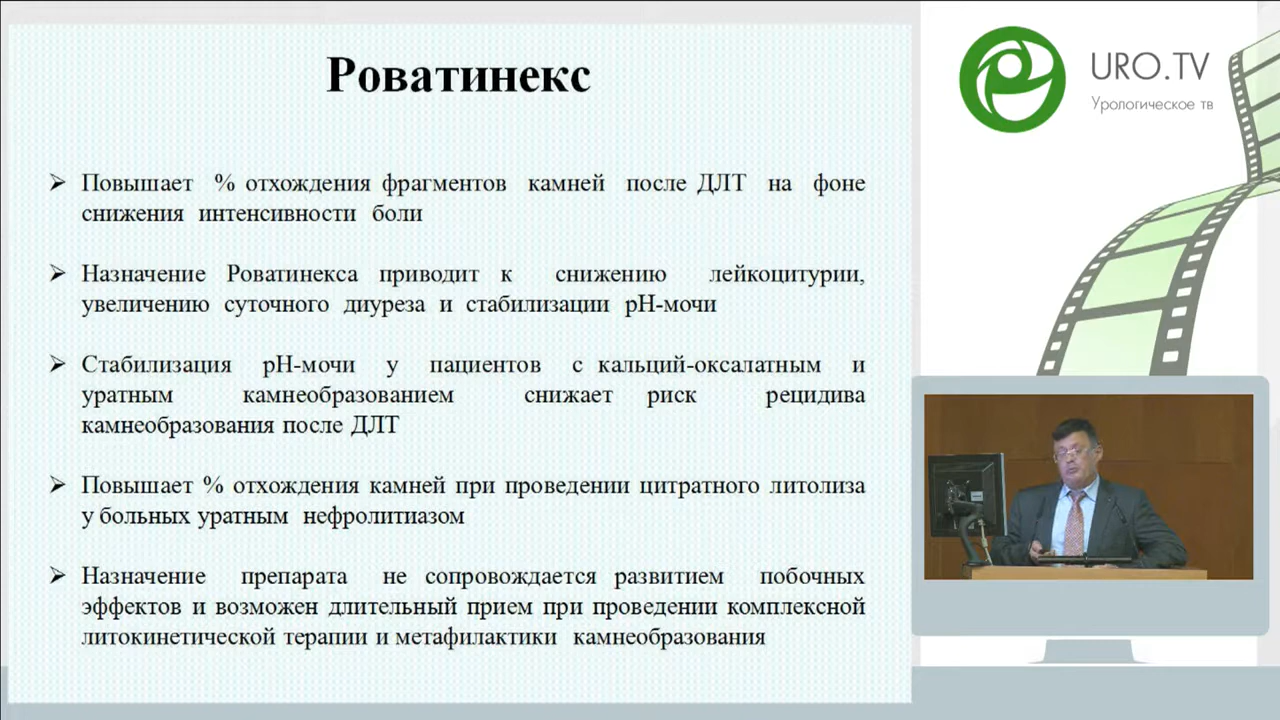 Роватинекс
Повышает % отхождения фрагментов камней после ДЛТ на фоне
снижения интенсивности боли
Назначение Роватинекса приводит к снижению лейкоцитурии,
увеличению суточного диуреза и стабилизации рН-мочи
Стабилизация рН-мочи у пациентов с кальций-оксалатным и
уратным камнеобразованием снижает риск рецидива
камнеобразования после ДЛТ
Повышает % отхождения камней при проведении цитратного литолиза
у больных уратным нефролитиазом
Назначение препарата не сопровождается развитием побочных
эффектов и возможен длительный прием при проведении комплексной
литокинетической терапии и метафилактики камнеобразования
URO.TV
Урологическое тв